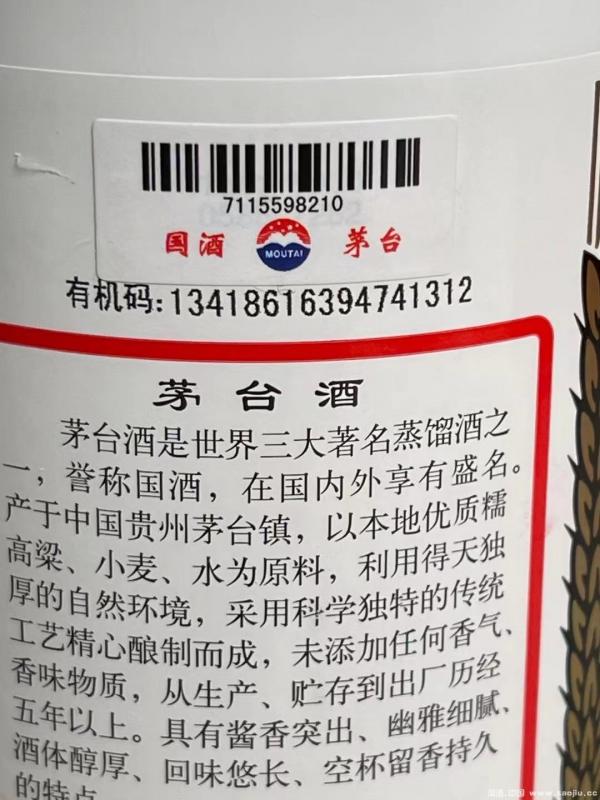 7115598210
国酒 MOUTAI 茅台
有机码:13418616394741312
茅台酒
茅台酒是世界三大著名蒸馏酒之
一，誉称国酒，在国内外享有盛名。
产于中国贵州茅台镇，以本地优质糯
高粱、小麦、水为原料，利用得天独
厚的自然环境，采用科学独特的传统
工艺精心酿制而成，未添加任何香气、
香味物质，从生产、贮存到出厂历经
五年以上。具有酱香突出、幽雅细腻、
酒体醇厚、回味悠长、空杯留香持久
的特点
www.saojiu.cc